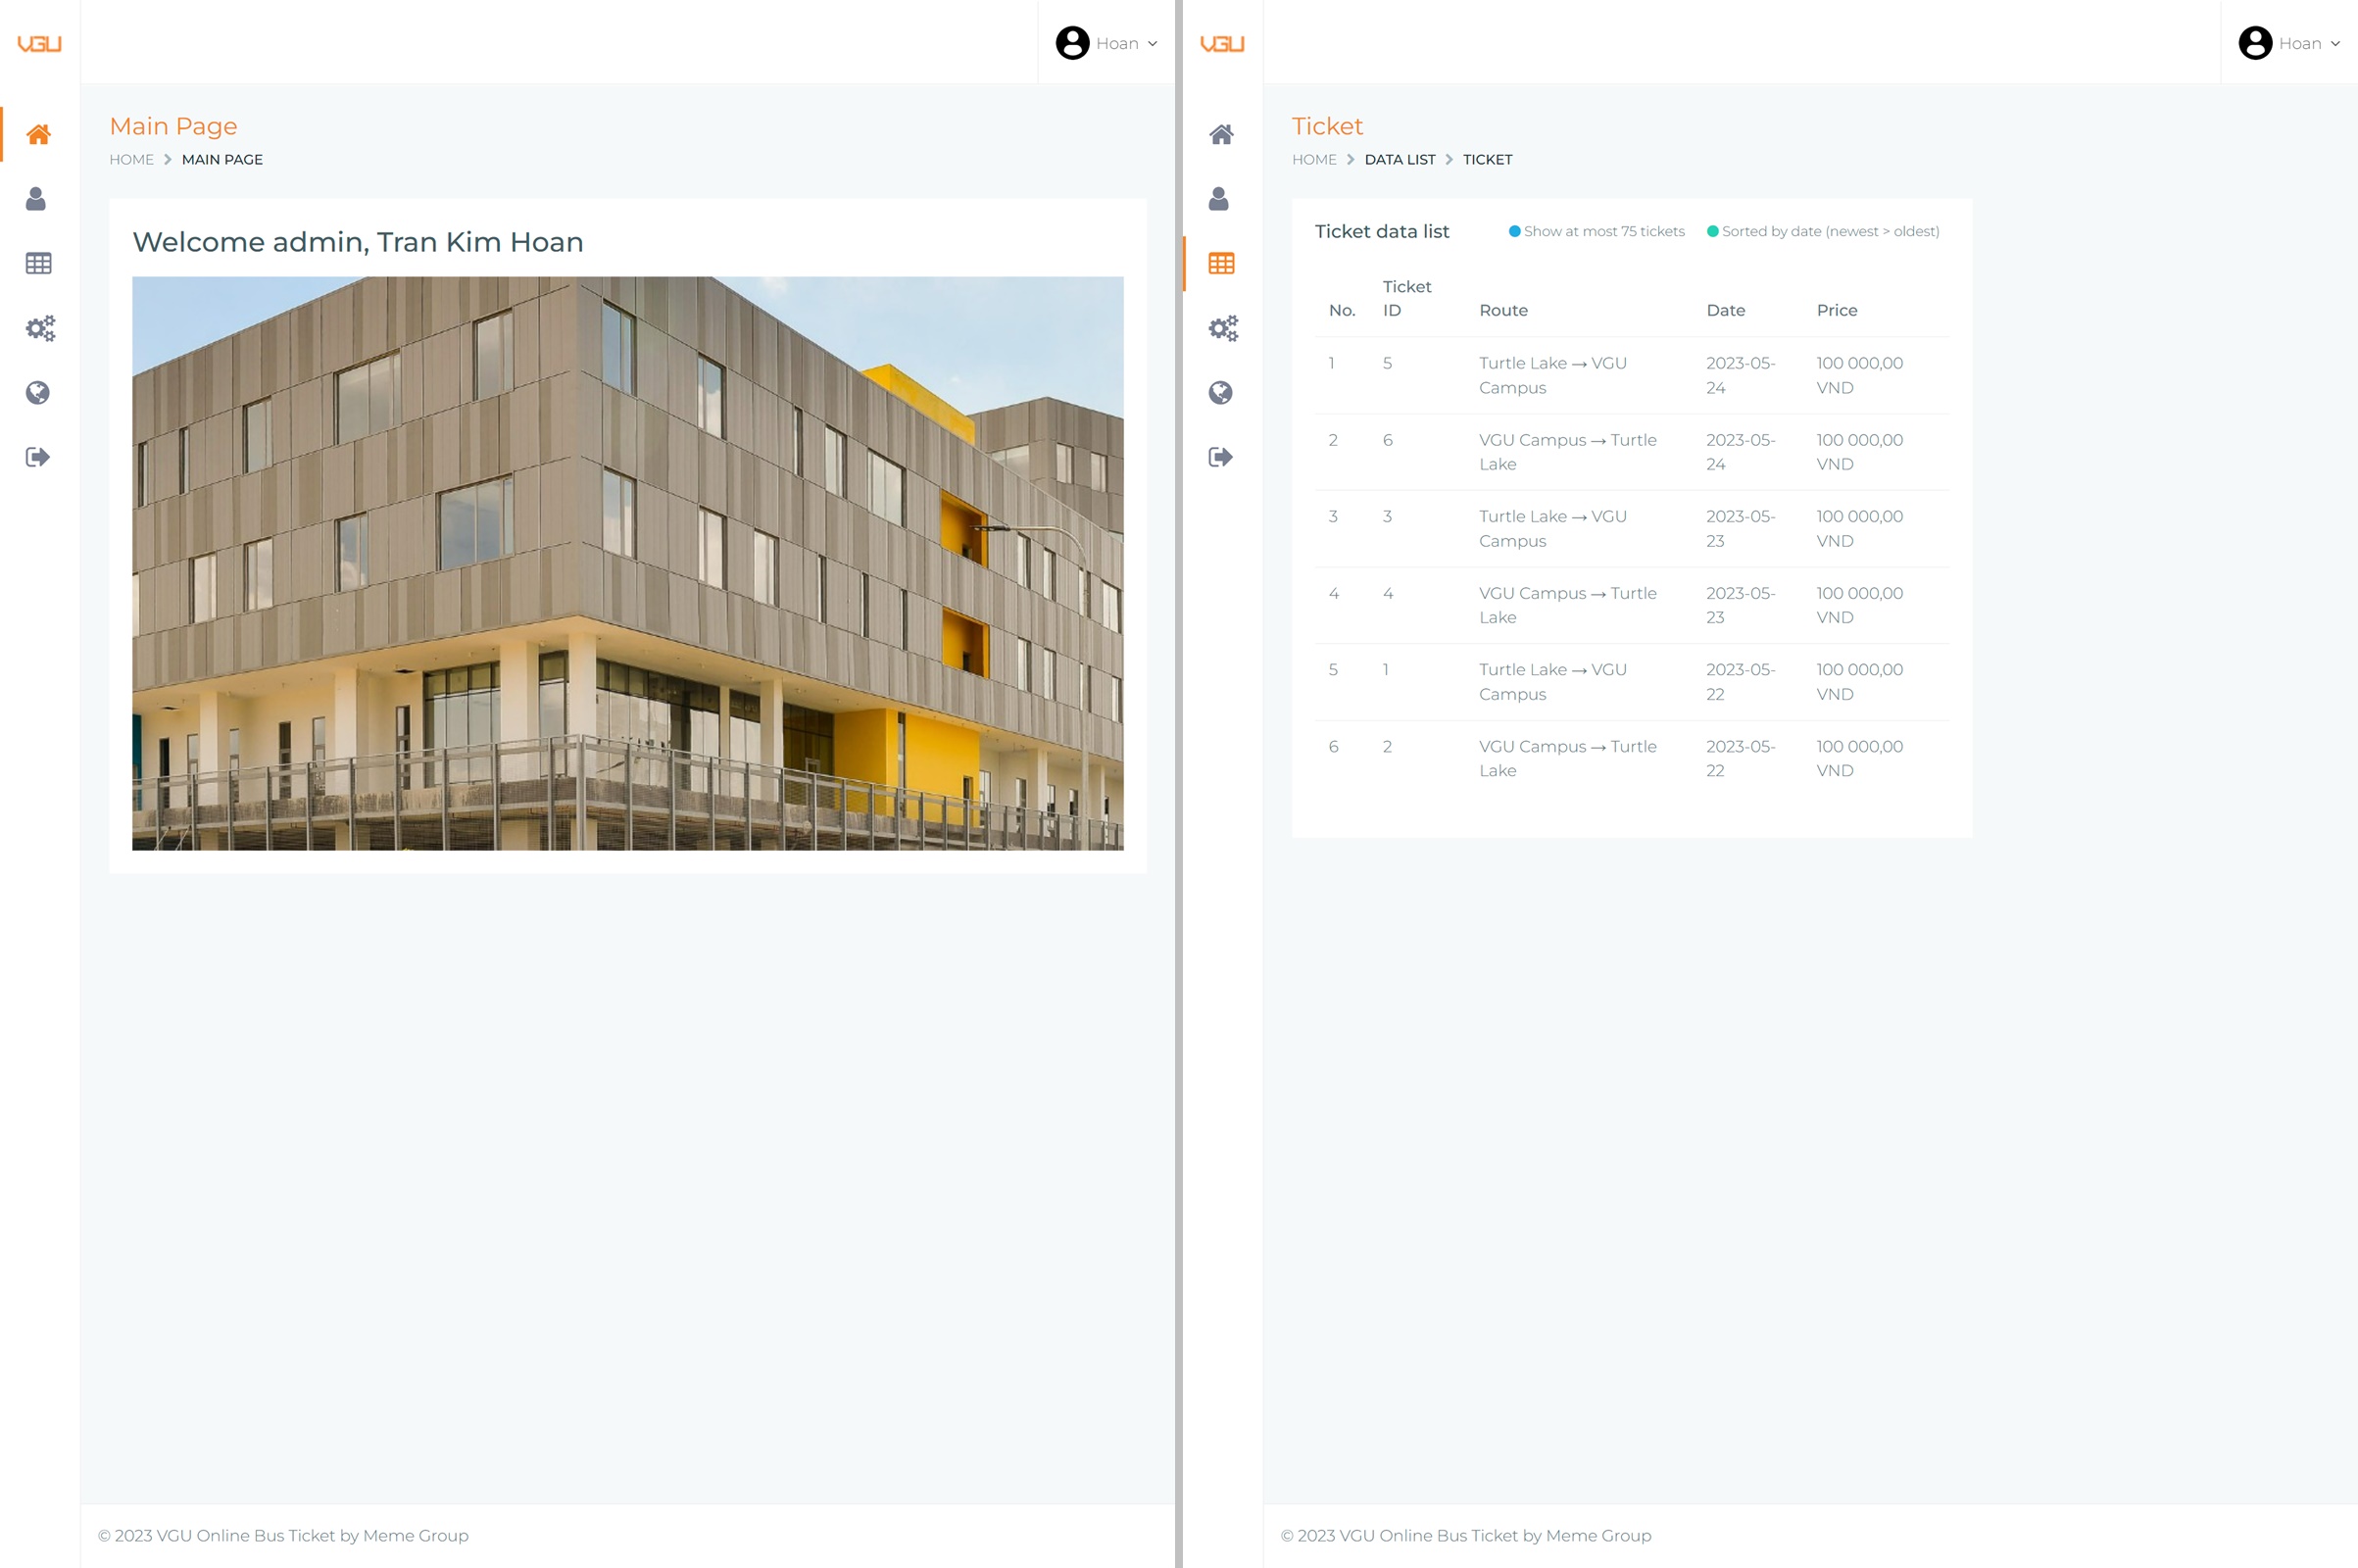 VGU
Hoan
Main Page
HOME MAIN PAGE
Welcome admin, Tran Kim Hoan
© 2023 VGU Online Bus Ticket by Meme Group
VGU
Hoan
Ticket
HOME DATA LIST TICKET
Ticket data list Show at most 75 tickets Sorted by date (newest > oldest)
No. Ticket ID Route Date Price
1 5 Turtle Lake → VGU Campus 2023-05-24 100 000,00 VND
2 6 VGU Campus → Turtle Lake 2023-05-24 100 000,00 VND
3 3 Turtle Lake → VGU Campus 2023-05-23 100 000,00 VND
4 4 VGU Campus → Turtle Lake 2023-05-23 100 000,00 VND
5 1 Turtle Lake → VGU Campus 2023-05-22 100 000,00 VND
6 2 VGU Campus → Turtle Lake 2023-05-22 100 000,00 VND
© 2023 VGU Online Bus Ticket by Meme Group